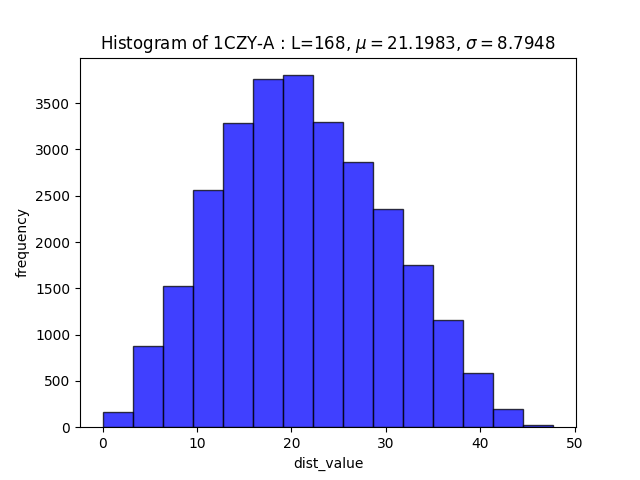 Histogram of 1CZY-A : L=168, μ = 21.1983, σ = 8.7948
3500
3000
2500
2000
1500
1000
500
0
frequency
0 10 20 30 40 50
dist_value